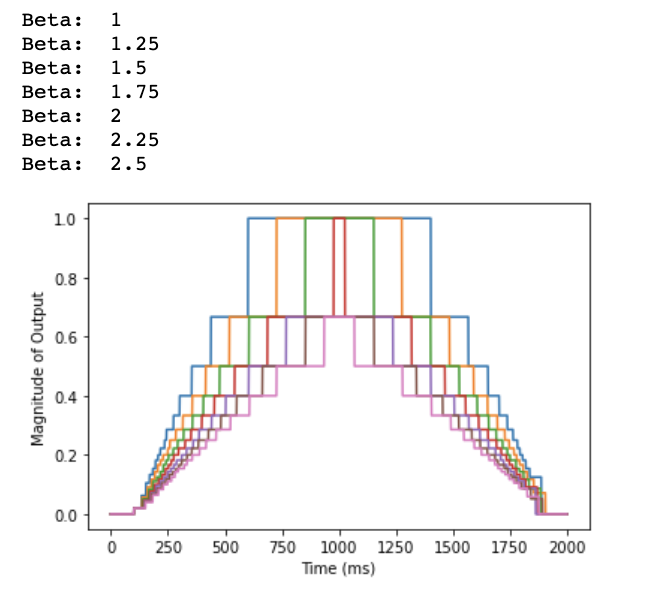 Beta:  1
Beta:  1.25
Beta:  1.5
Beta:  1.75
Beta:  2
Beta:  2.25
Beta:  2.5
1.0
0.8
0.6
0.4
0.2
0.0
Magnitude of Output
0 250 500 750 1000 1250 1500 1750 2000
Time (ms)